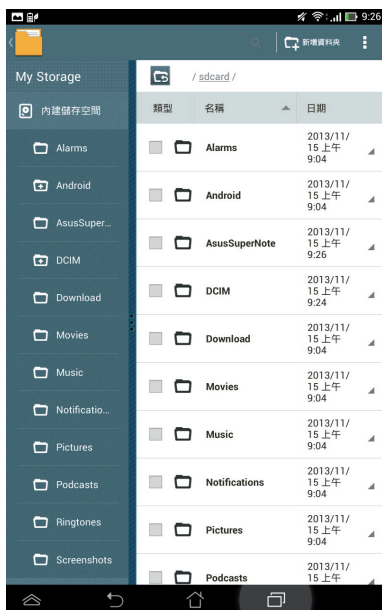 9:26
新增資料夾
My Storage
內建儲存空間
Alarms
Android
AsusSuper...
DCIM
Download
Movies
Music
Notificatio...
Pictures
Podcasts
Ringtones
Screenshots
/ sdcard /
類型 名稱 日期
Alarms
2013/11/
15 上午
9:04
Android
2013/11/
15 上午
9:04
AsusSuperNote
2013/11/
15 上午
9:26
DCIM
2013/11/
15 上午
9:24
Download
2013/11/
15 上午
9:04
Movies
2013/11/
15 上午
9:04
Music
2013/11/
15 上午
9:04
Notifications
2013/11/
15 上午
9:04
Pictures
2013/11/
15 上午
9:04
Podcasts
2013/11/
15 上午